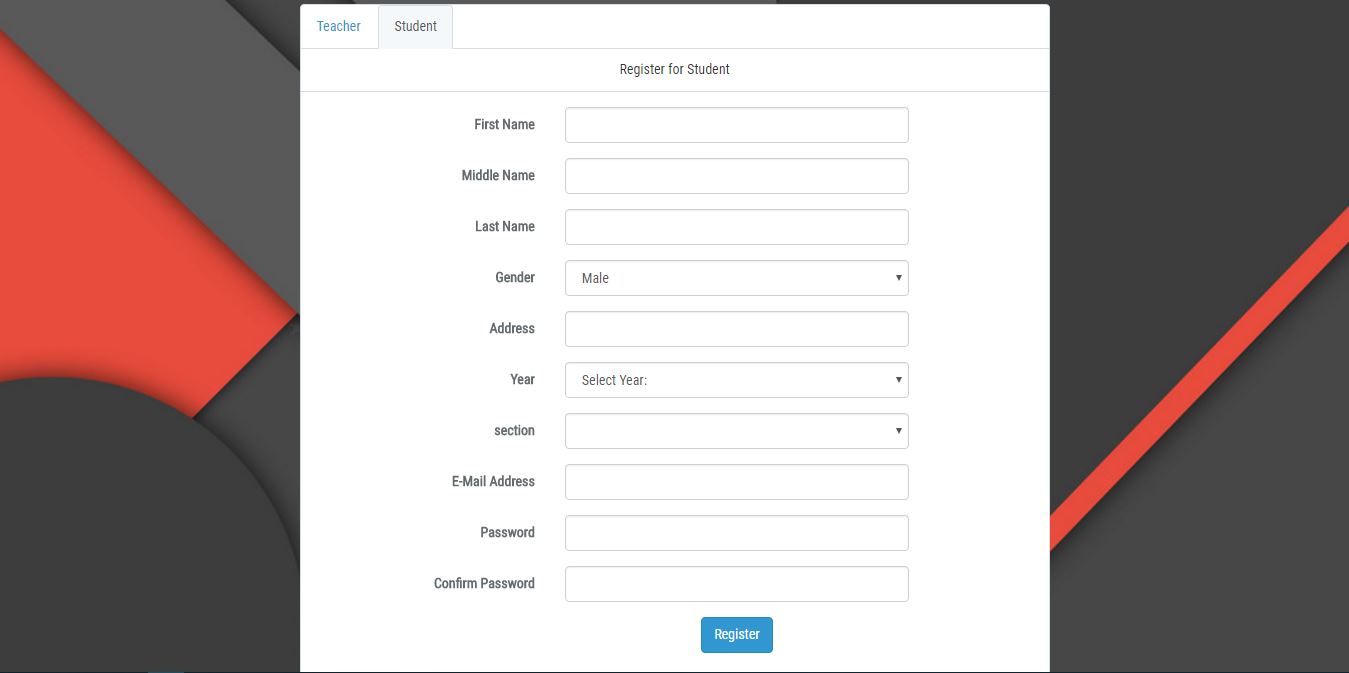 Teacher Student
Register for Student
First Name
Middle Name
Last Name
Gender Male
Address
Year Select Year:
section
E-Mail Address
Password
Confirm Password
Register